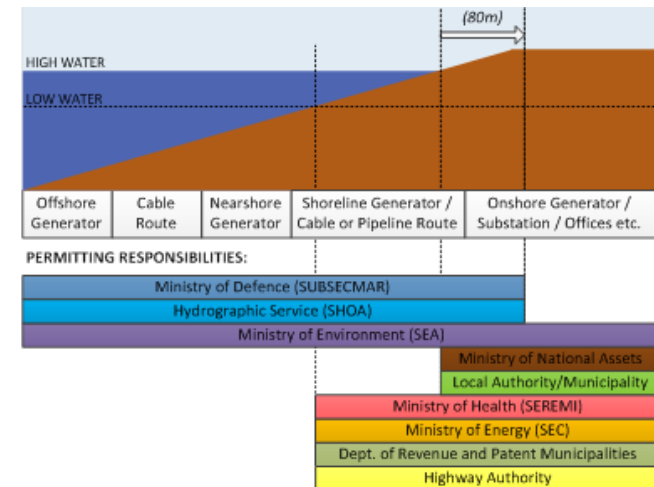 (80m)
HIGH WATER
LOW WATER
Offshore
Generator
Cable
Route
Nearshore
Generator
Shoreline Generator /
Cable or Pipeline Route
Onshore Generator /
Substation / Offices etc.
PERMITTING RESPONSIBILITIES:
Ministry of Defence (SUBSECMAR)
Hydrographic Service (SHOA)
Ministry of Environment (SEA)
Ministry of National Assets
Local Authority/Municipality
Ministry of Health (SEREMI)
Ministry of Energy (SEC)
Dept. of Revenue and Patent Municipalities
Highway Authority